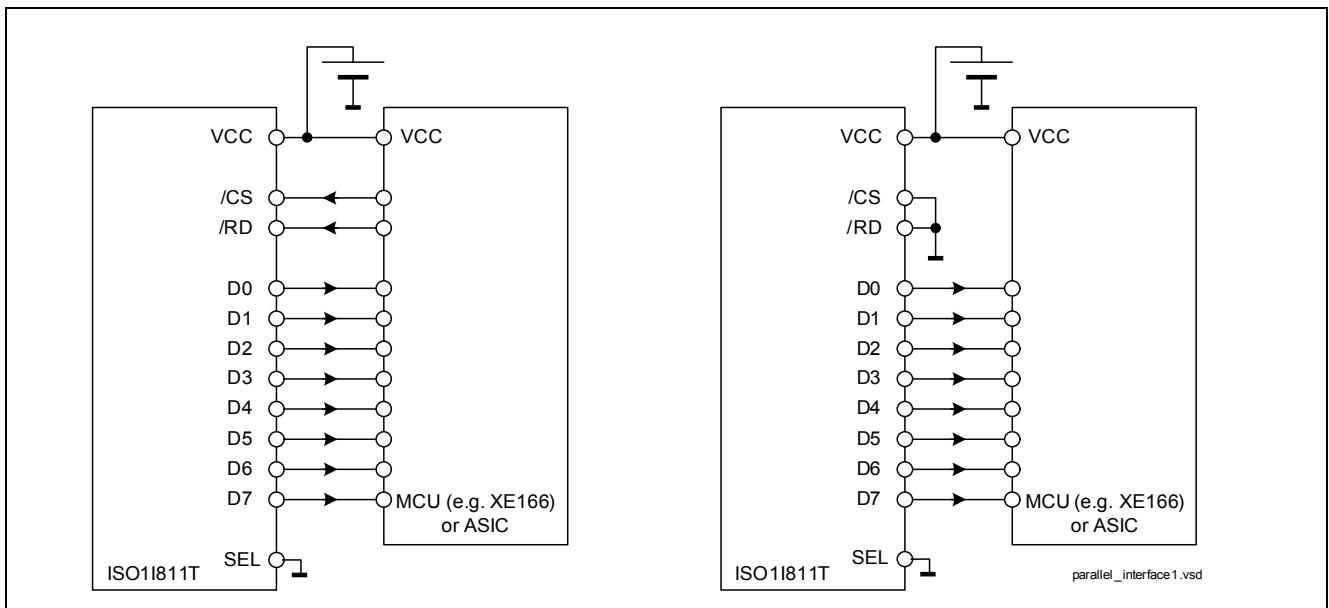 VCC
VCC
/CS
/RD
D0
D1
D2
D3
D4
D5
D6
D7
MCU (e.g. XE166)
or ASIC
SEL
ISO1I811T
VCC
VCC
/CS
/RD
D0
D1
D2
D3
D4
D5
D6
D7
MCU (e.g. XE166)
or ASIC
SEL
ISO1I811T
parallel_interface1.vsd